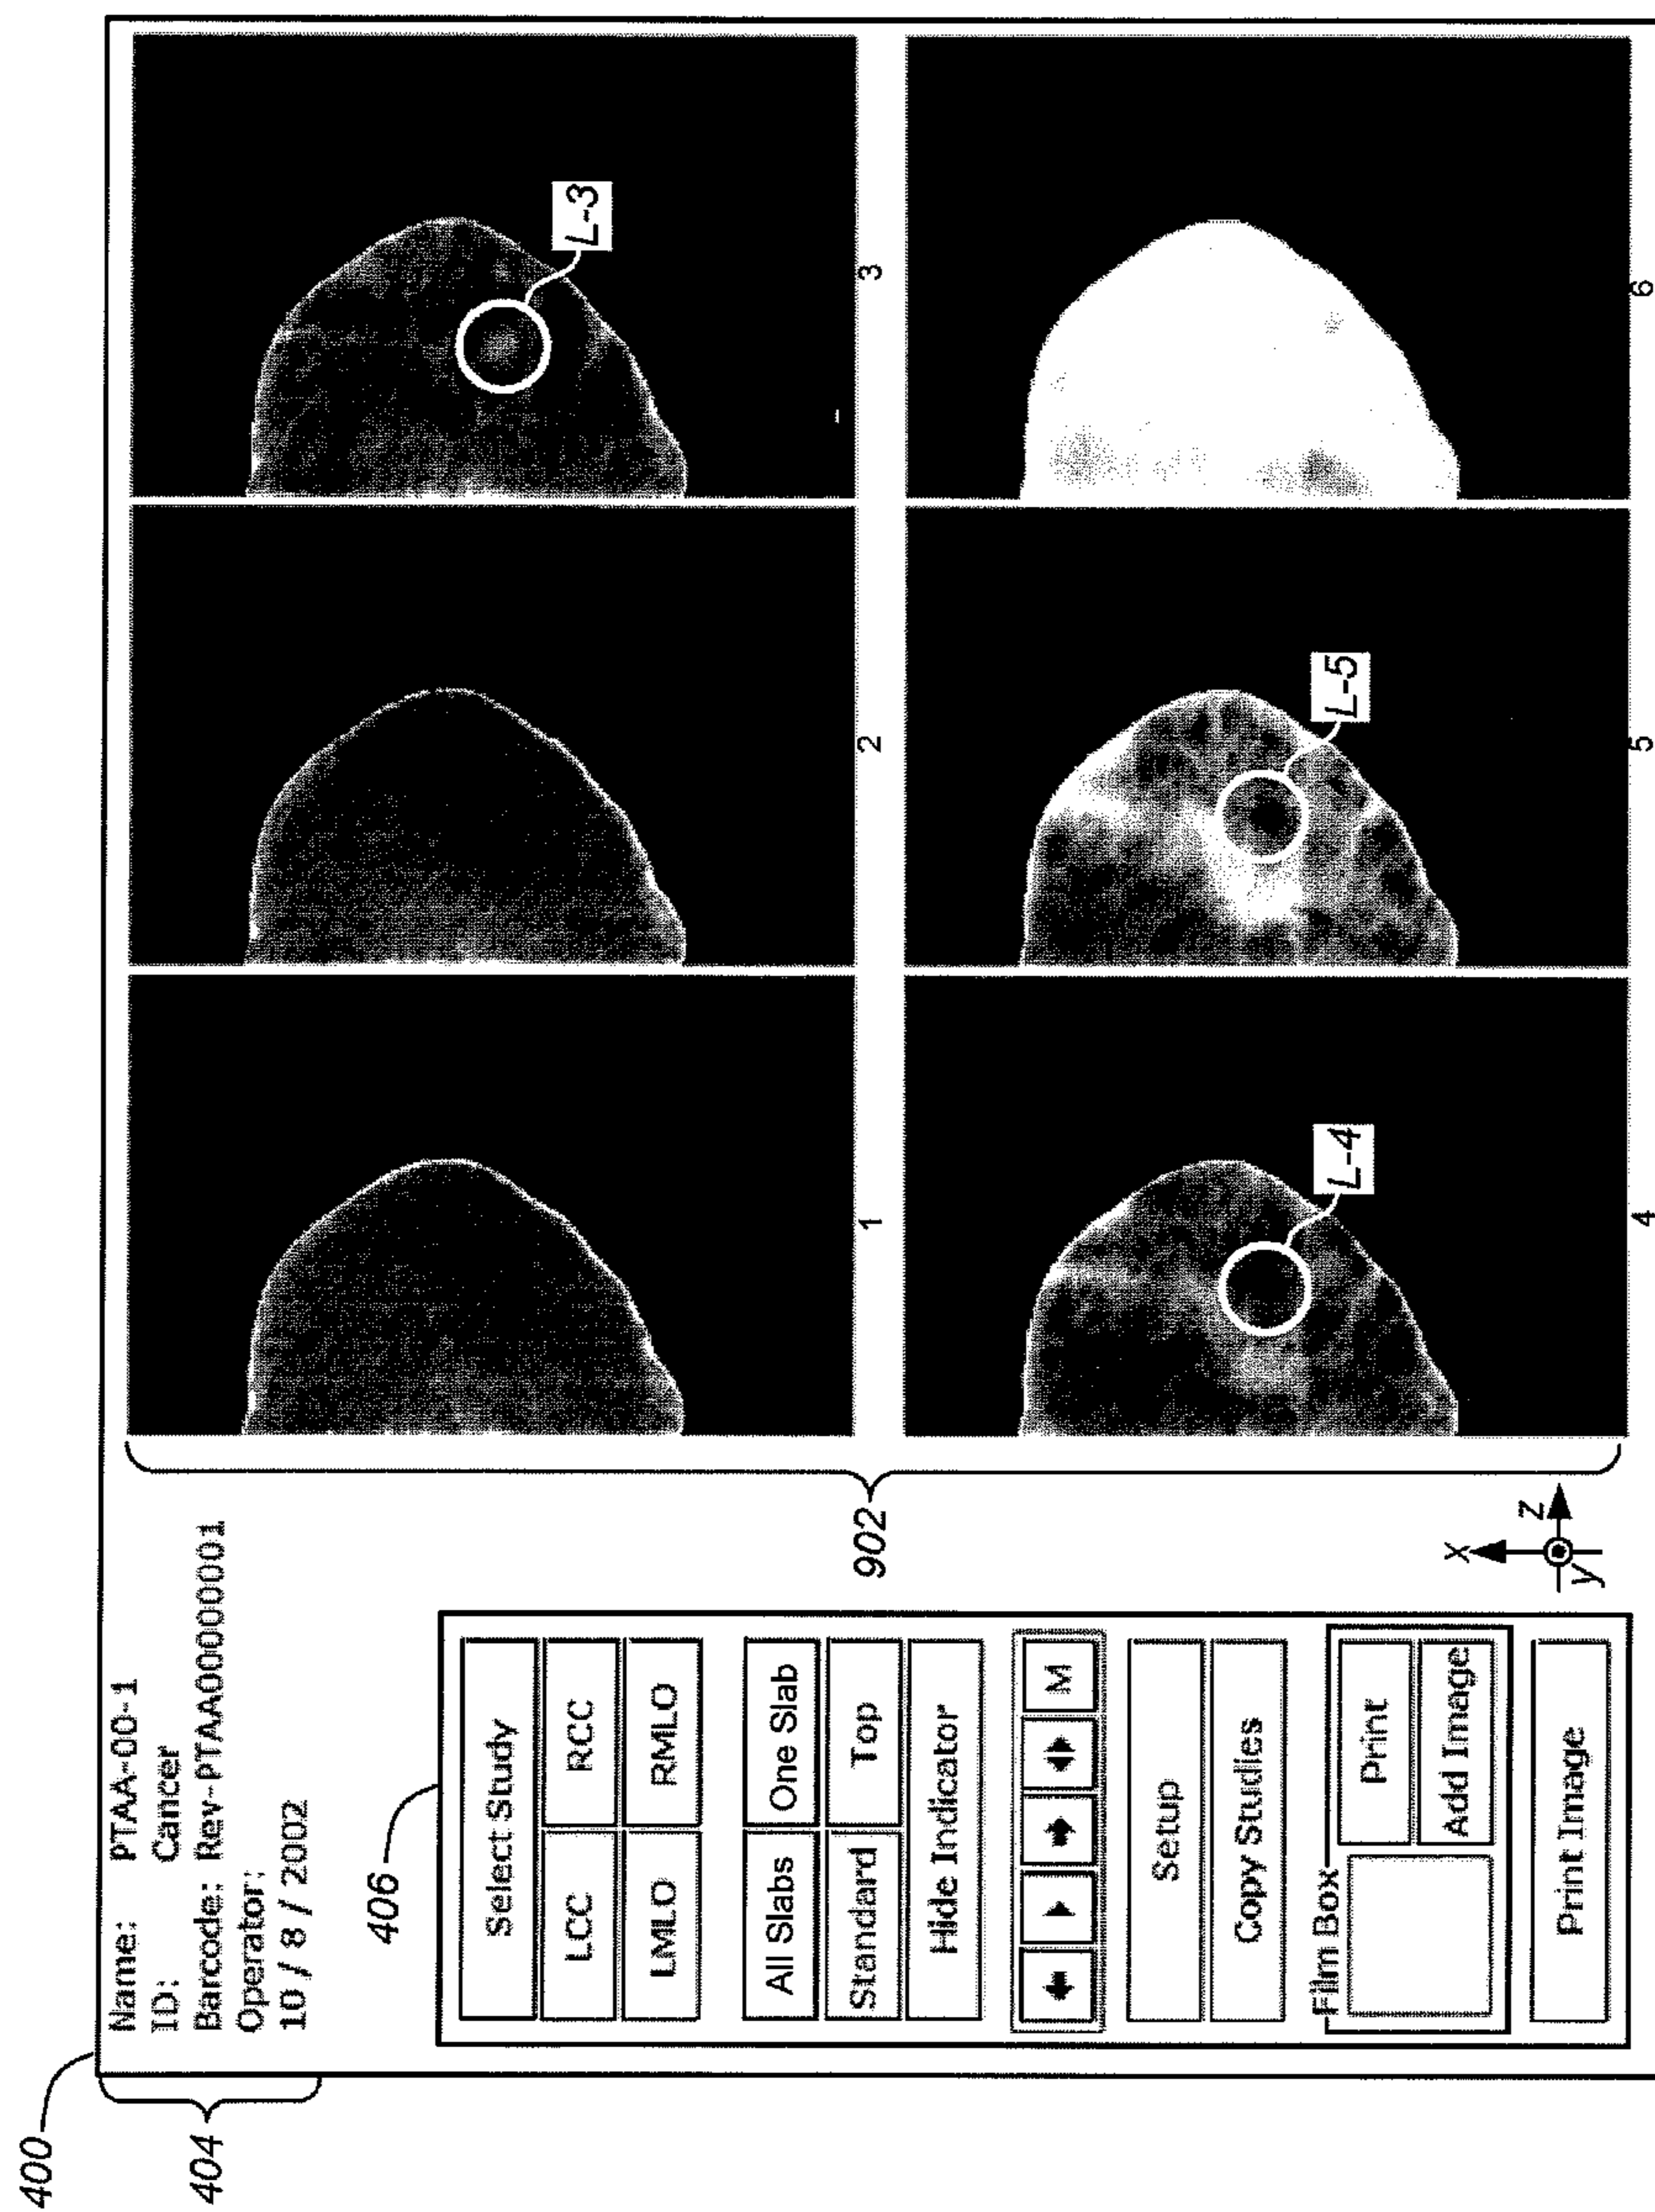 400
404
Name: PTAA-00-1
ID: Cancer
Barcode: Rev-PTAA0000001
Operator:
10 / 8 / 2002
406
Select Study
LCC RCC
LMLO RMLO
All Slabs One Slab
Standard Top
Hide Indicator
M
Setup
Copy Studies
Film Box
Print
Add Image
Print Image
902
x
z
y
L-3
1 2 3
L-4
L-5
4 5 6